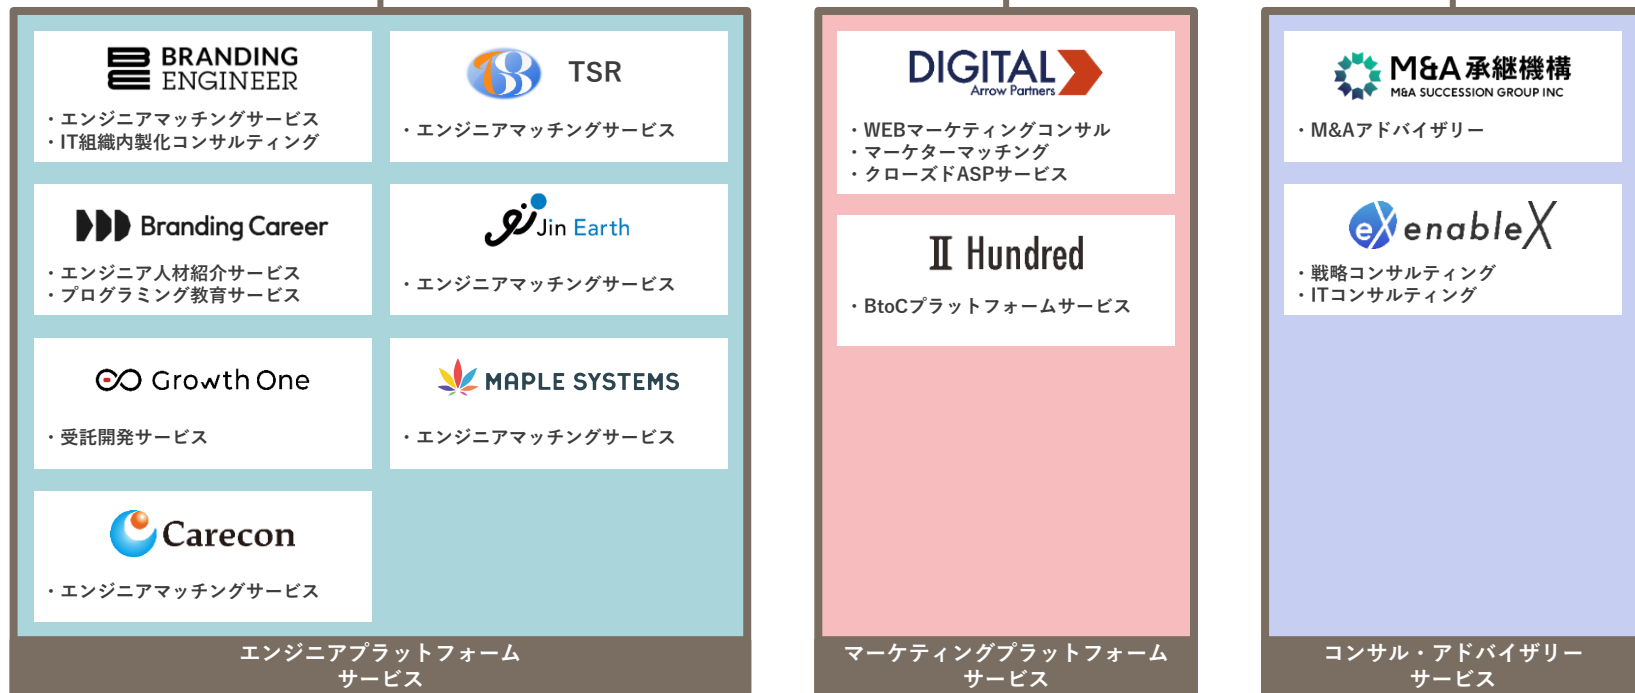 BRANDING
ENGINEER
・エンジニアマッチングサービス
・IT組織内製化コンサルティング
TSR
・エンジニアマッチングサービス
Branding Career
・エンジニア人材紹介サービス
・プログラミング教育サービス
Jin Earth
・エンジニアマッチングサービス
Growth One
・受託開発サービス
MAPLE SYSTEMS
・エンジニアマッチングサービス
Carecon
・エンジニアマッチングサービス
エンジニアプラットフォーム
サービス
DIGITAL
Arrow Partners
・WEBマーケティングコンサル
・マーケターマッチング
・クローズドASPサービス
II Hundred
・BtoCプラットフォームサービス
マーケティングプラットフォーム
サービス
M&A承継機構
M&A SUCCESSION GROUP INC
・M&Aアドバイザリー
eX enableX
・戦略コンサルティング
・ITコンサルティング
コンサル・アドバイザリー
サービス